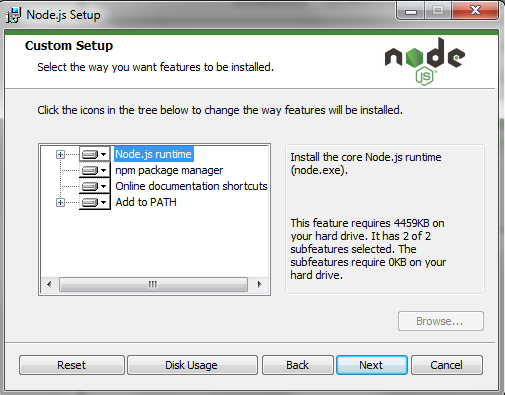 Node.js Setup
Custom Setup
Select the way you want features to be installed.
node
JS
Click the icons in the tree below to change the way features will be installed.
Node.js runtime
npm package manager
Online documentation shortcuts
Add to PATH
Install the core Node.js runtime
(node.exe).
This feature requires 4459KB on
your hard drive. It has 2 of 2
subfeatures selected. The
subfeatures require 0KB on your
hard drive.
Browse...
Reset
Disk Usage
Back
Next
Cancel